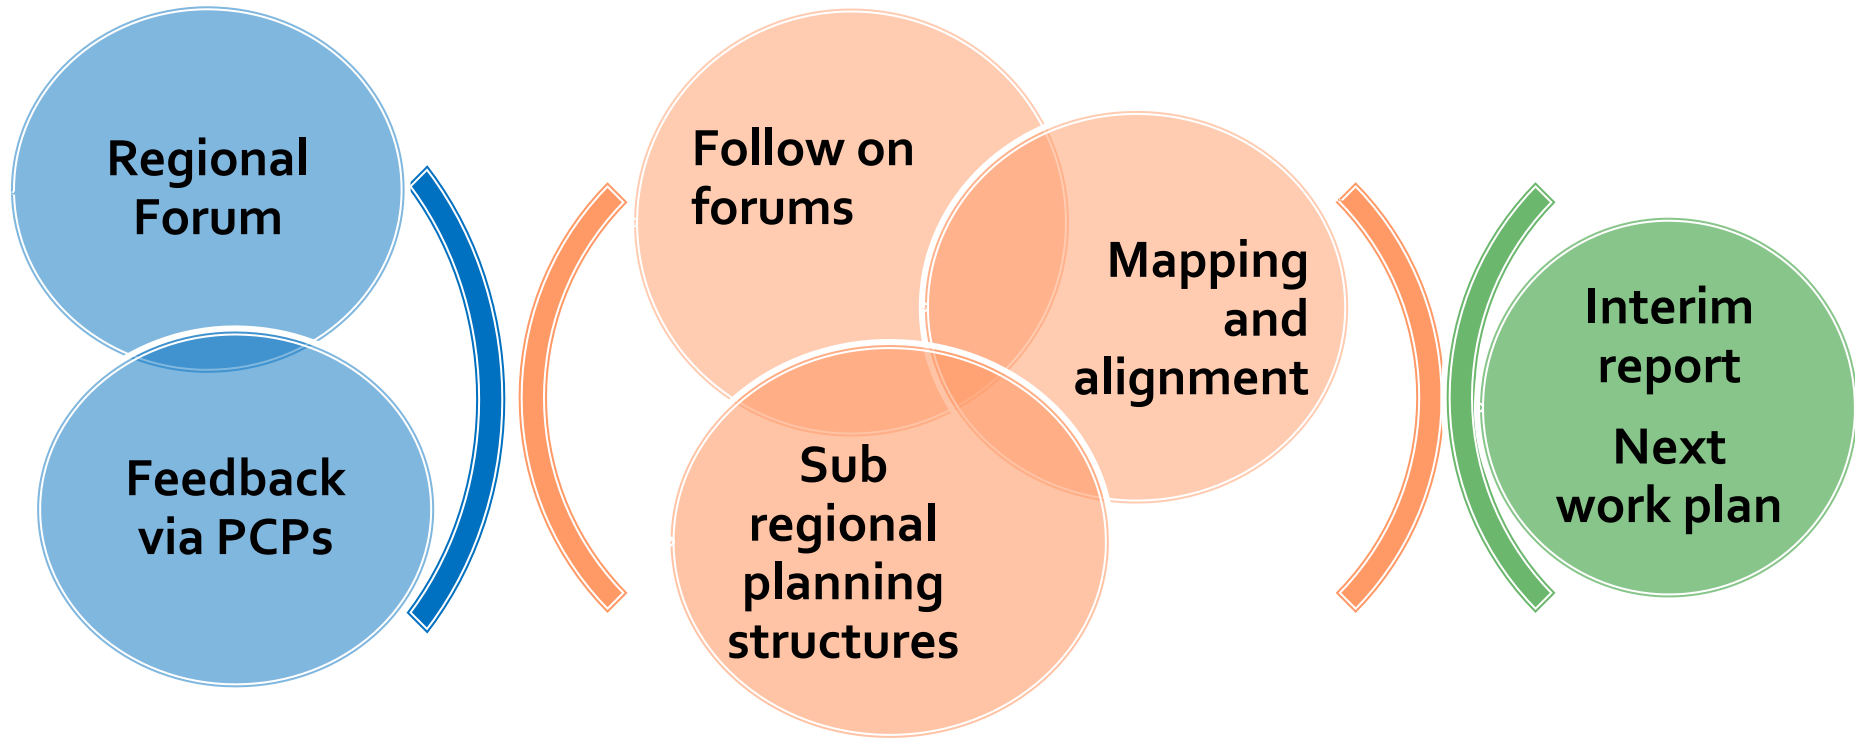 Regional
Forum
Feedback
via PCPs
Follow on
forums
Mapping
and
alignment
Sub
regional
planning
structures
Interim
report
Next
work plan